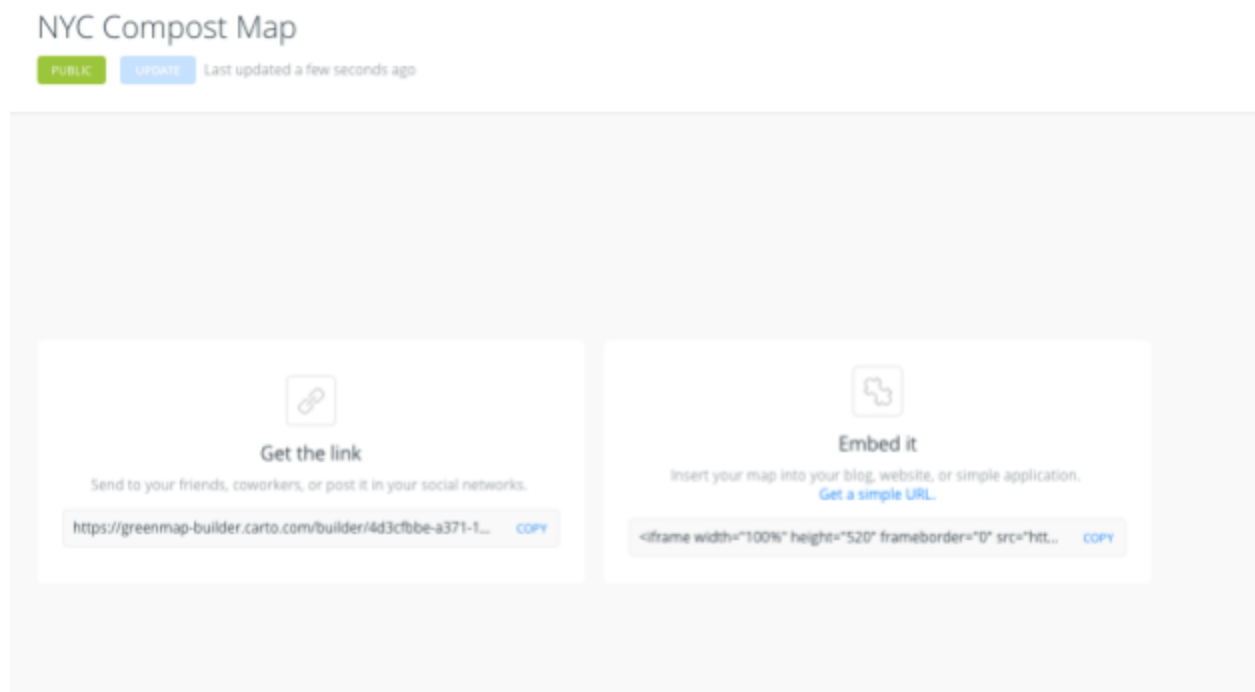 NYC Compost Map
PUBLIC UPDATE Last updated a few seconds ago
Get the link
Send to your friends, coworkers, or post it in your social networks.
https://greenmap-builder.carto.com/builder/4d3cfbbe-a371-1... COPY
Embed it
Insert your map into your blog, website, or simple application.
Get a simple URL.
<iframe width="100%" height="520" frameborder="0" src="htt... COPY